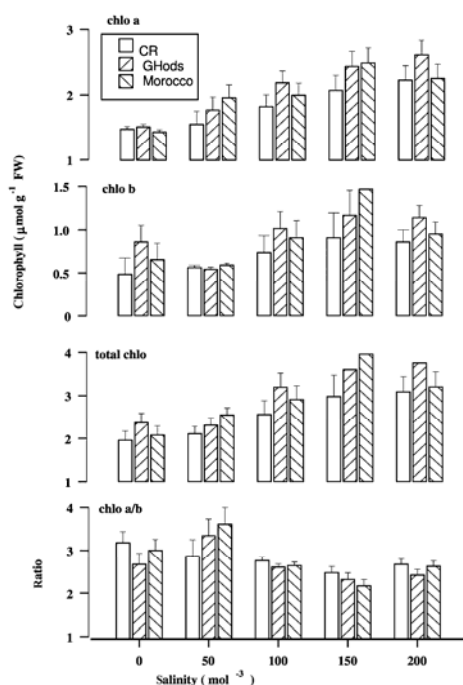 chlo a
3
CR
GHods
Morocco
2
1
chlo b
1.5
1.0
0.5
0
Chlorophyll ( μmol g⁻¹ FW)
total chlo
4
3
2
1
chlo a/b
4
3
2
1
Ratio
0 50 100 150 200
Salinity ( mol ⁻³ )